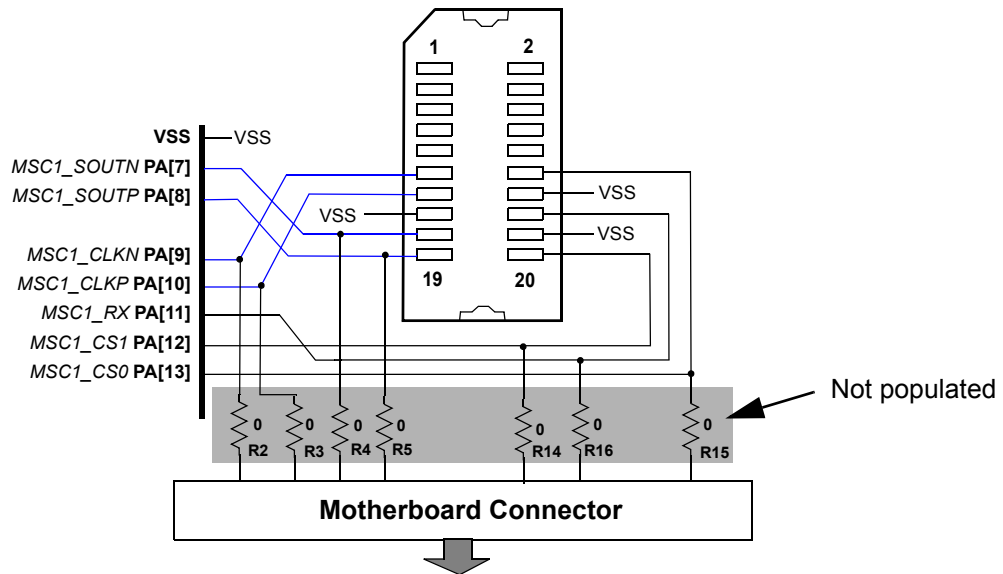 1 2
VSS VSS
MSC1_SOUTN PA[7]
MSC1_SOUTP PA[8]
VSS
VSS
VSS
MSC1_CLKN PA[9]
19 20
MSC1_CLKP PA[10]
MSC1_RX PA[11]
MSC1_CS1 PA[12]
MSC1_CS0 PA[13]
Not populated
0 0 0 0 0 0 0
R2 R3 R4 R5 R14 R16 R15
Motherboard Connector